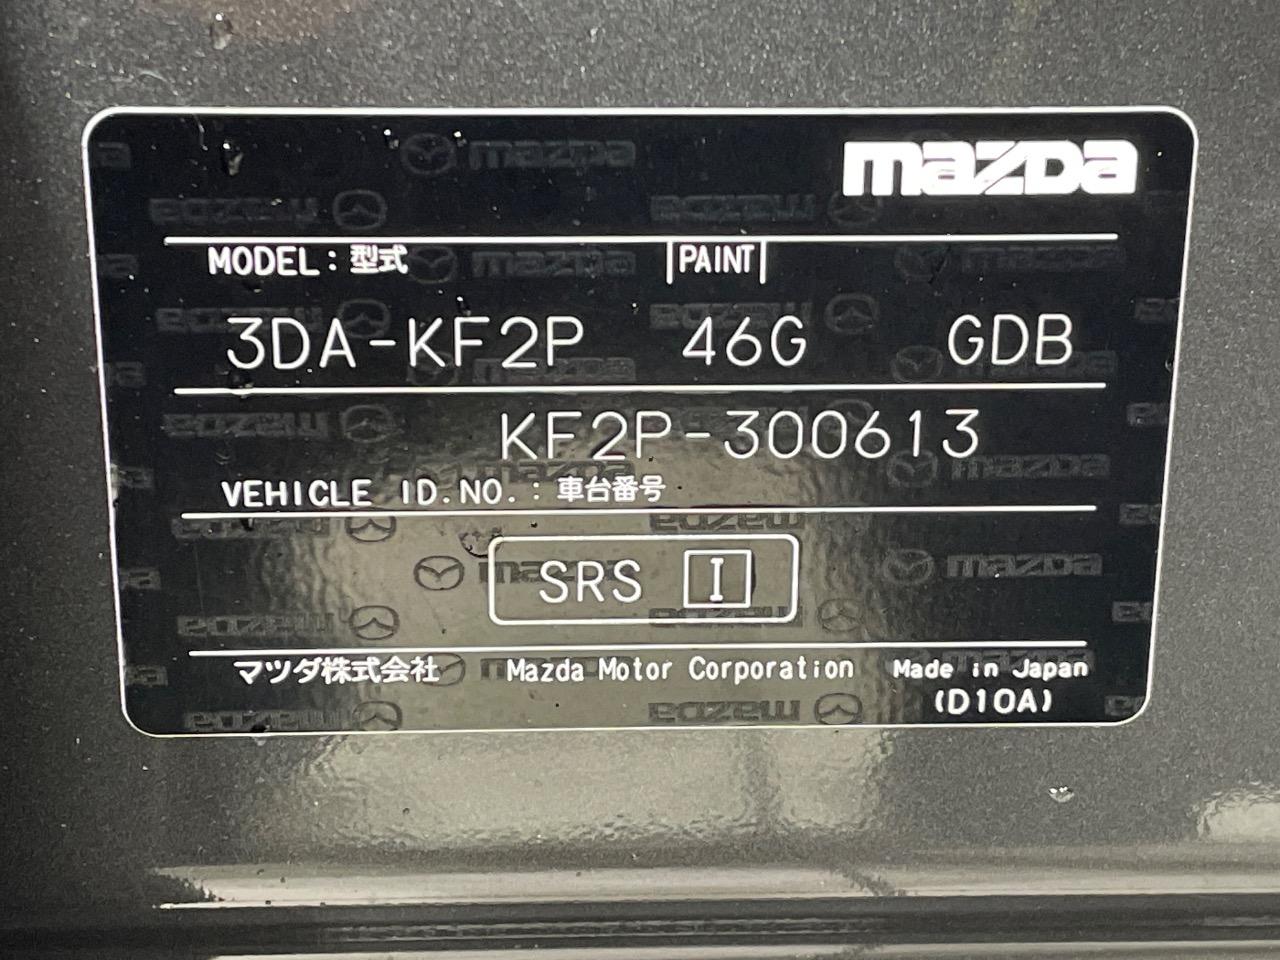 mazda
MODEL：型式 PAINT
3DA-KF2P 46G GDB
KF2P-300613
VEHICLE ID.NO.：車台番号
SRS I
マツダ株式会社 Mazda Motor Corporation Made in Japan
(D10A)